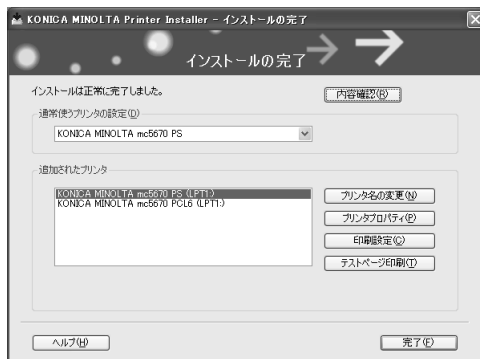 KONICA MINOLTA Printer Installer - インストールの完了
インストールの完了
インストールは正常に完了しました。
内容確認(R)
通常使うプリンタの設定(D)
KONICA MINOLTA mc5670 PS
追加されたプリンタ
KONICA MINOLTA mc5670 PS (LPT1:)
KONICA MINOLTA mc5670 PCL6 (LPT1:)
プリンタ名の変更(N)
プリンタプロパティ(P)
印刷設定(C)
テストページ印刷(T)
ヘルプ(H)
完了(F)